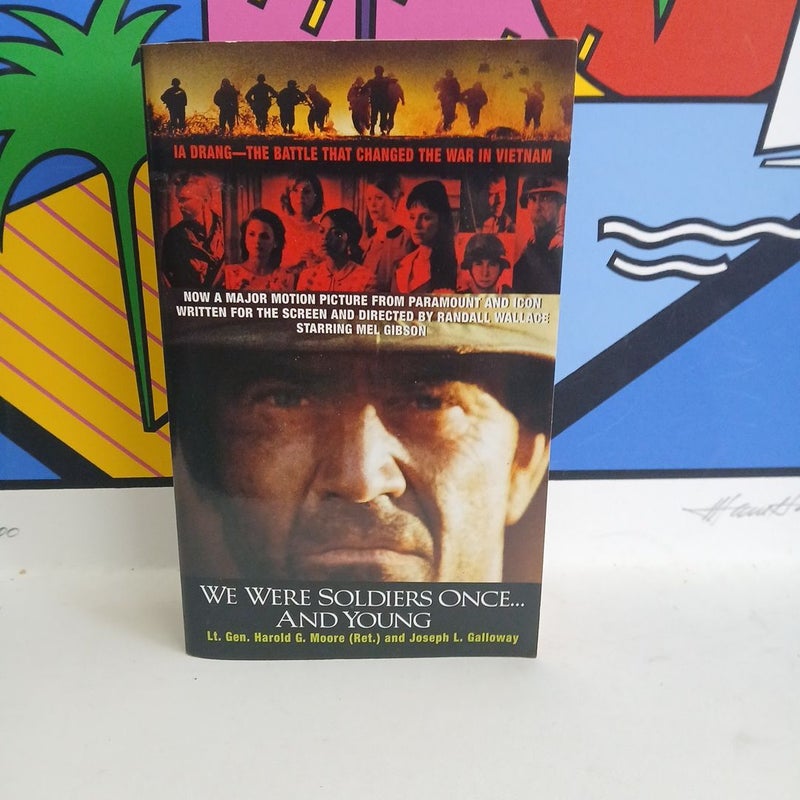 IA DRANG—THE BATTLE THAT CHANGED THE WAR IN VIETNAM
NOW A MAJOR MOTION PICTURE FROM PARAMOUNT AND ICON
WRITTEN FOR THE SCREEN AND DIRECTED BY RANDALL WALLACE
STARRING MEL GIBSON
WE WERE SOLDIERS ONCE...
AND YOUNG
Lt. Gen. Harold G. Moore (Ret.) and Joseph L. Galloway